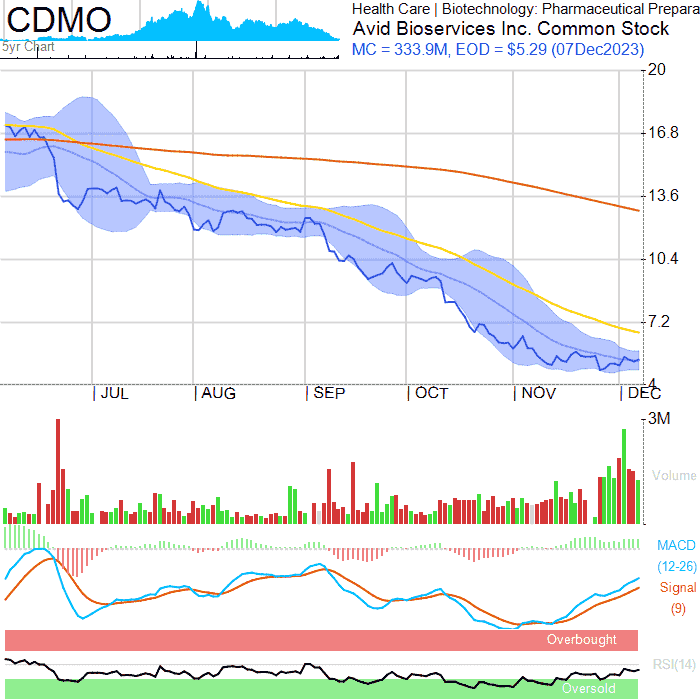 CDMO
5yr Chart
Health Care | Biotechnology: Pharmaceutical Prepara
Avid Bioservices Inc. Common Stock
MC = 333.9M, EOD = $5.29 (07Dec2023)
20
16.8
13.6
10.4
7.2
4
JUL AUG SEP OCT NOV DEC
3M
Volume
MACD
(12-26)
Signal
(9)
Overbought
RSI(14)
Oversold